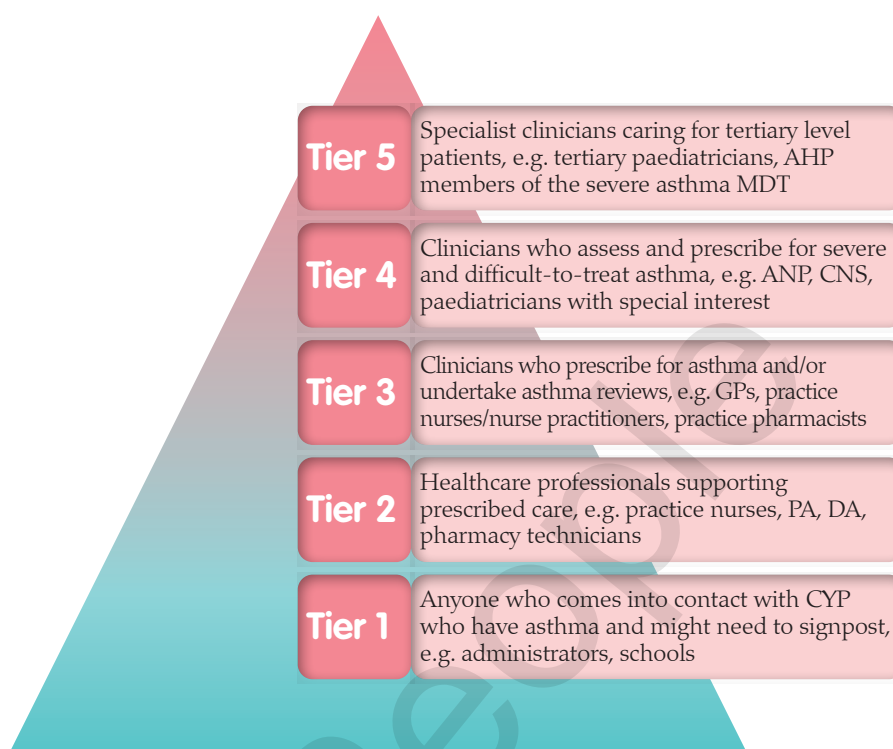 Tier 5
Specialist clinicians caring for tertiary level
patients, e.g. tertiary paediatricians, AHP
members of the severe asthma MDT
Tier 4
Clinicians who assess and prescribe for severe
and difficult-to-treat asthma, e.g. ANP, CNS,
paediatricians with special interest
Tier 3
Clinicians who prescribe for asthma and/or
undertake asthma reviews, e.g. GPs, practice
nurses/nurse practitioners, practice pharmacists
Tier 2
Healthcare professionals supporting
prescribed care, e.g. practice nurses, PA, DA,
pharmacy technicians
Tier 1
Anyone who comes into contact with CYP
who have asthma and might need to signpost,
e.g. administrators, schools
people